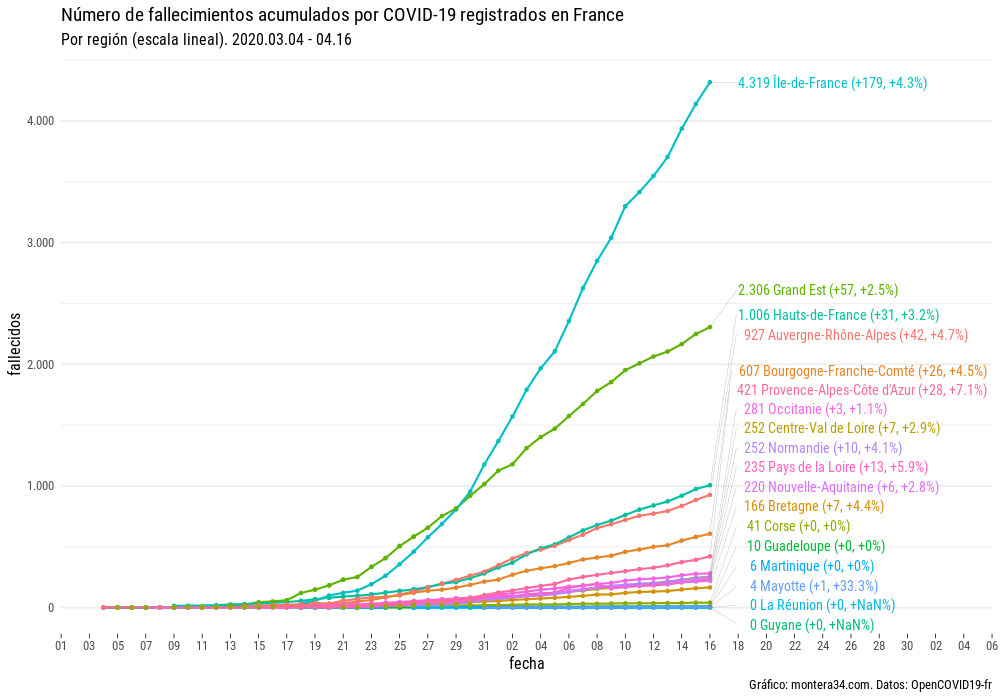 Número de fallecimientos acumulados por COVID-19 registrados en France
Por región (escala lineal). 2020.03.04 - 04.16
fallecidos
4.000
3.000
2.000
1.000
0
4.319 Île-de-France (+179, +4.3%)
2.306 Grand Est (+57, +2.5%)
1.006 Hauts-de-France (+31, +3.2%)
927 Auvergne-Rhône-Alpes (+42, +4.7%)
607 Bourgogne-Franche-Comté (+26, +4.5%)
421 Provence-Alpes-Côte d'Azur (+28, +7.1%)
281 Occitanie (+3, +1.1%)
252 Centre-Val de Loire (+7, +2.9%)
252 Normandie (+10, +4.1%)
235 Pays de la Loire (+13, +5.9%)
220 Nouvelle-Aquitaine (+6, +2.8%)
166 Bretagne (+7, +4.4%)
41 Corse (+0, +0%)
10 Guadeloupe (+0, +0%)
6 Martinique (+0, +0%)
4 Mayotte (+1, +33.3%)
0 La Réunion (+0, +NaN%)
0 Guyane (+0, +NaN%)
01 03 05 07 09 11 13 15 17 19 21 23 25 27 29 31 02 04 06 08 10 12 14 16 18 20 22 24 26 28 30 02 04 06
fecha
Gráfico: montera34.com. Datos: OpenCOVID19-fr